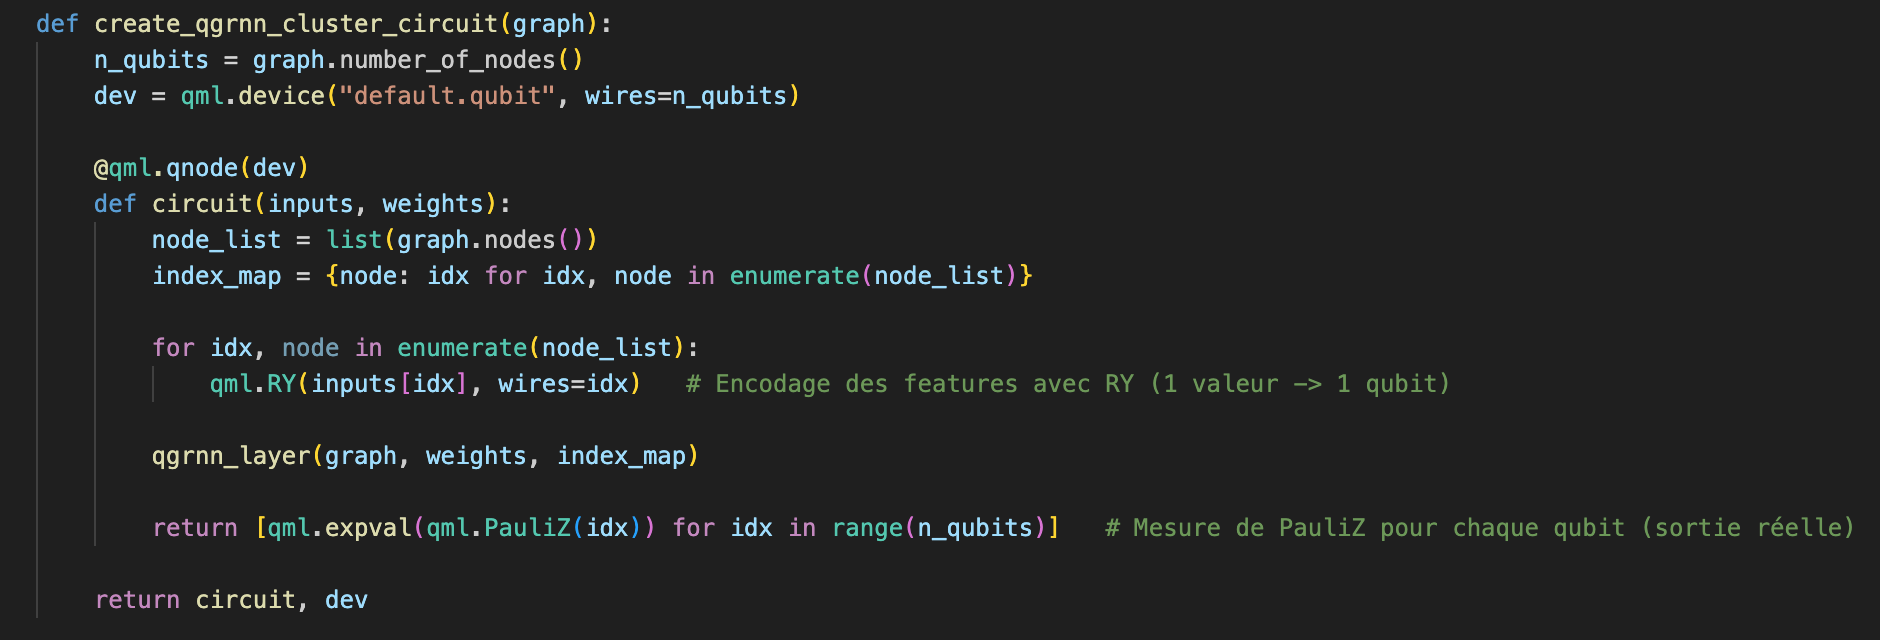 def create_qgrnn_cluster_circuit(graph):
    n_qubits = graph.number_of_nodes()
    dev = qml.device("default.qubit", wires=n_qubits)

    @qml.qnode(dev)
    def circuit(inputs, weights):
        node_list = list(graph.nodes())
        index_map = {node: idx for idx, node in enumerate(node_list)}

        for idx, node in enumerate(node_list):
            qml.RY(inputs[idx], wires=idx)   # Encodage des features avec RY (1 valeur -> 1 qubit)

        qgrnn_layer(graph, weights, index_map)

        return [qml.expval(qml.PauliZ(idx)) for idx in range(n_qubits)]   # Mesure de PauliZ pour chaque qubit (sortie réelle)

    return circuit, dev